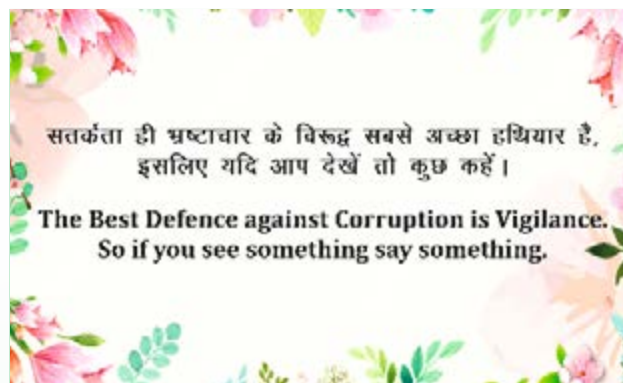 सतर्कता ही भ्रष्टाचार के विरूद्ध सबसे अच्छा हथियार है,
इसलिए यदि आप देखें तो कुछ कहें।
The Best Defence against Corruption is Vigilance.
So if you see something say something.